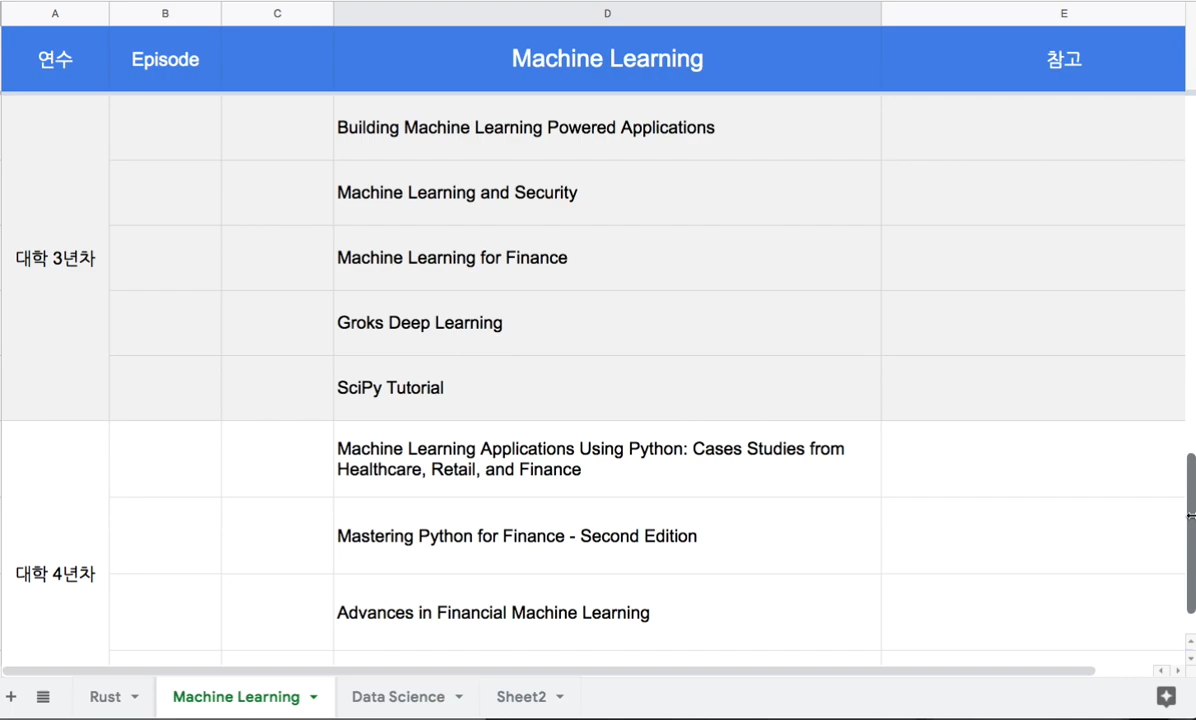 A B C D E
연수 Episode Machine Learning 참고
Building Machine Learning Powered Applications
Machine Learning and Security
대학 3년차 Machine Learning for Finance
Groks Deep Learning
SciPy Tutorial
Machine Learning Applications Using Python: Cases Studies from
Healthcare, Retail, and Finance
Mastering Python for Finance - Second Edition
대학 4년차
Advances in Financial Machine Learning
Rust Machine Learning Data Science Sheet2